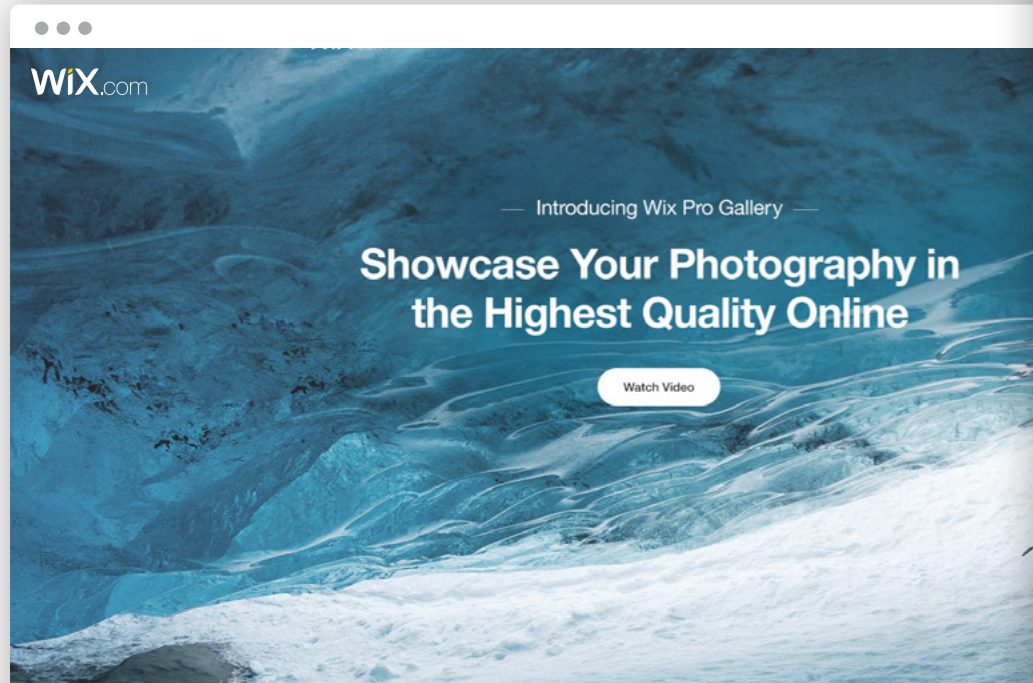 WiX.com
Introducing Wix Pro Gallery
Showcase Your Photography in
the Highest Quality Online
Watch Video